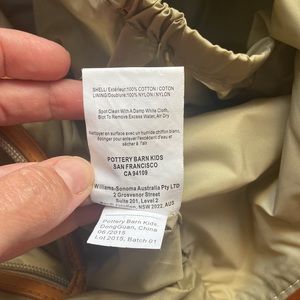 SHELL/Extérieur:100% COTTON/COTON
LINING/Doublure:100% NYLON/NYLON
Spot Clean With A Damp White Cloth,
Blot To Remove Excess Water, Air Dry
Nettoyer en surface avec un humide chiffon blanc,
enlever l'excès d'eau et
sécher à l'air
POTTERY BARN KIDS
SAN FRANCISCO
CA 94109
Williams-Sonoma Australia Pty LTD
2 Grosvenor Street
Suite 201, Level 2
NSW 2022, AUS
Pottery Barn Kids
DongGuan, China
06/2015
Lot 2015, Batch 01